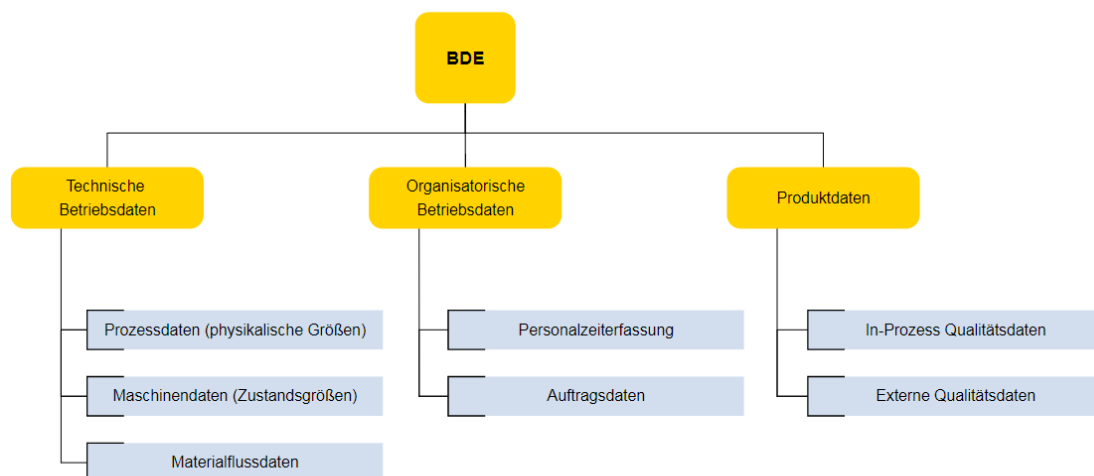 BDE
Technische
Betriebsdaten
Organisatorische
Betriebsdaten
Produktdaten
Prozessdaten (physikalische Größen)
Personalzeiterfassung
In-Prozess Qualitätsdaten
Maschinendaten (Zustandsgrößen)
Auftragsdaten
Externe Qualitätsdaten
Materialflussdaten